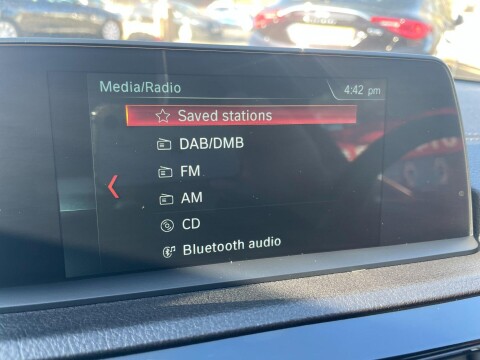 Media/Radio
4:42 pm
Saved stations
DAB/DMB
FM
AM
CD
Bluetooth audio